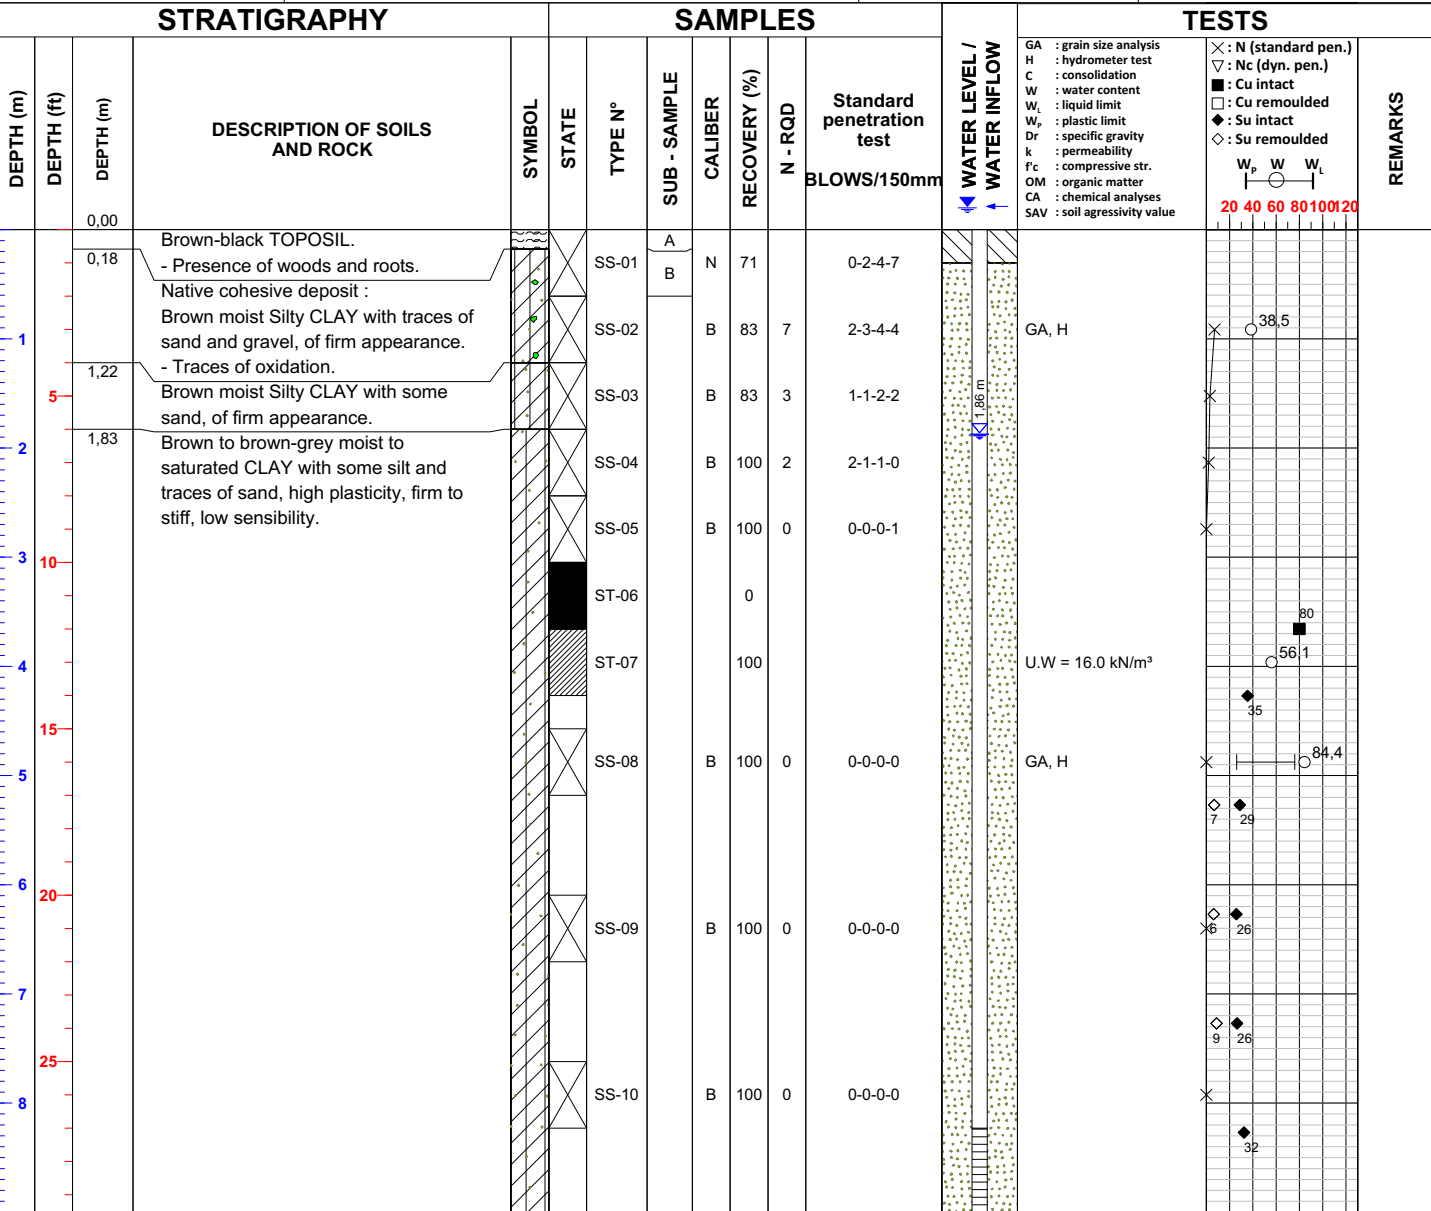 STRATIGRAPHY
SAMPLES
TESTS
DEPTH (m)
DEPTH (ft)
DEPTH (m)
DESCRIPTION OF SOILS
AND ROCK
SYMBOL
STATE
TYPE N°
SUB - SAMPLE
CALIBER
RECOVERY (%)
N - RQD
Standard
penetration
test
BLOWS/150mm
WATER LEVEL /
WATER INFLOW
GA : grain size analysis
H : hydrometer test
C : consolidation
W : water content
WL : liquid limit
WP : plastic limit
Dr : specific gravity
k : permeability
f'c : compressive str.
OM : organic matter
CA : chemical analyses
SAV : soil agressivity value
: N (standard pen.)
: Nc (dyn. pen.)
: Cu intact
: Cu remoulded
: Su intact
: Su remoulded
WP W WL
20 40 60 80 100 120
REMARKS
0,00
Brown-black TOPOSIL.
- Presence of woods and roots.
0,18
Native cohesive deposit :
Brown moist Silty CLAY with traces of
sand and gravel, of firm appearance.
- Traces of oxidation.
1,22
Brown moist Silty CLAY with some
sand, of firm appearance.
1,83
Brown to brown-grey moist to
saturated CLAY with some silt and
traces of sand, high plasticity, firm to
stiff, low sensibility.
1
2
3
4
5
6
7
8
5
10
15
20
25
A
B
SS-01 N 71 0-2-4-7
SS-02 B 83 7 2-3-4-4 GA, H 38,5
SS-03 B 83 3 1-1-2-2
1,86 m
SS-04 B 100 2 2-1-1-0
SS-05 B 100 0 0-0-0-1
ST-06 0
80
ST-07 100 U.W = 16.0 kN/m³ 56,1
35
SS-08 B 100 0 0-0-0-0 GA, H 84,4
7 29
SS-09 B 100 0 0-0-0-0
6 26
9 26
SS-10 B 100 0 0-0-0-0
32